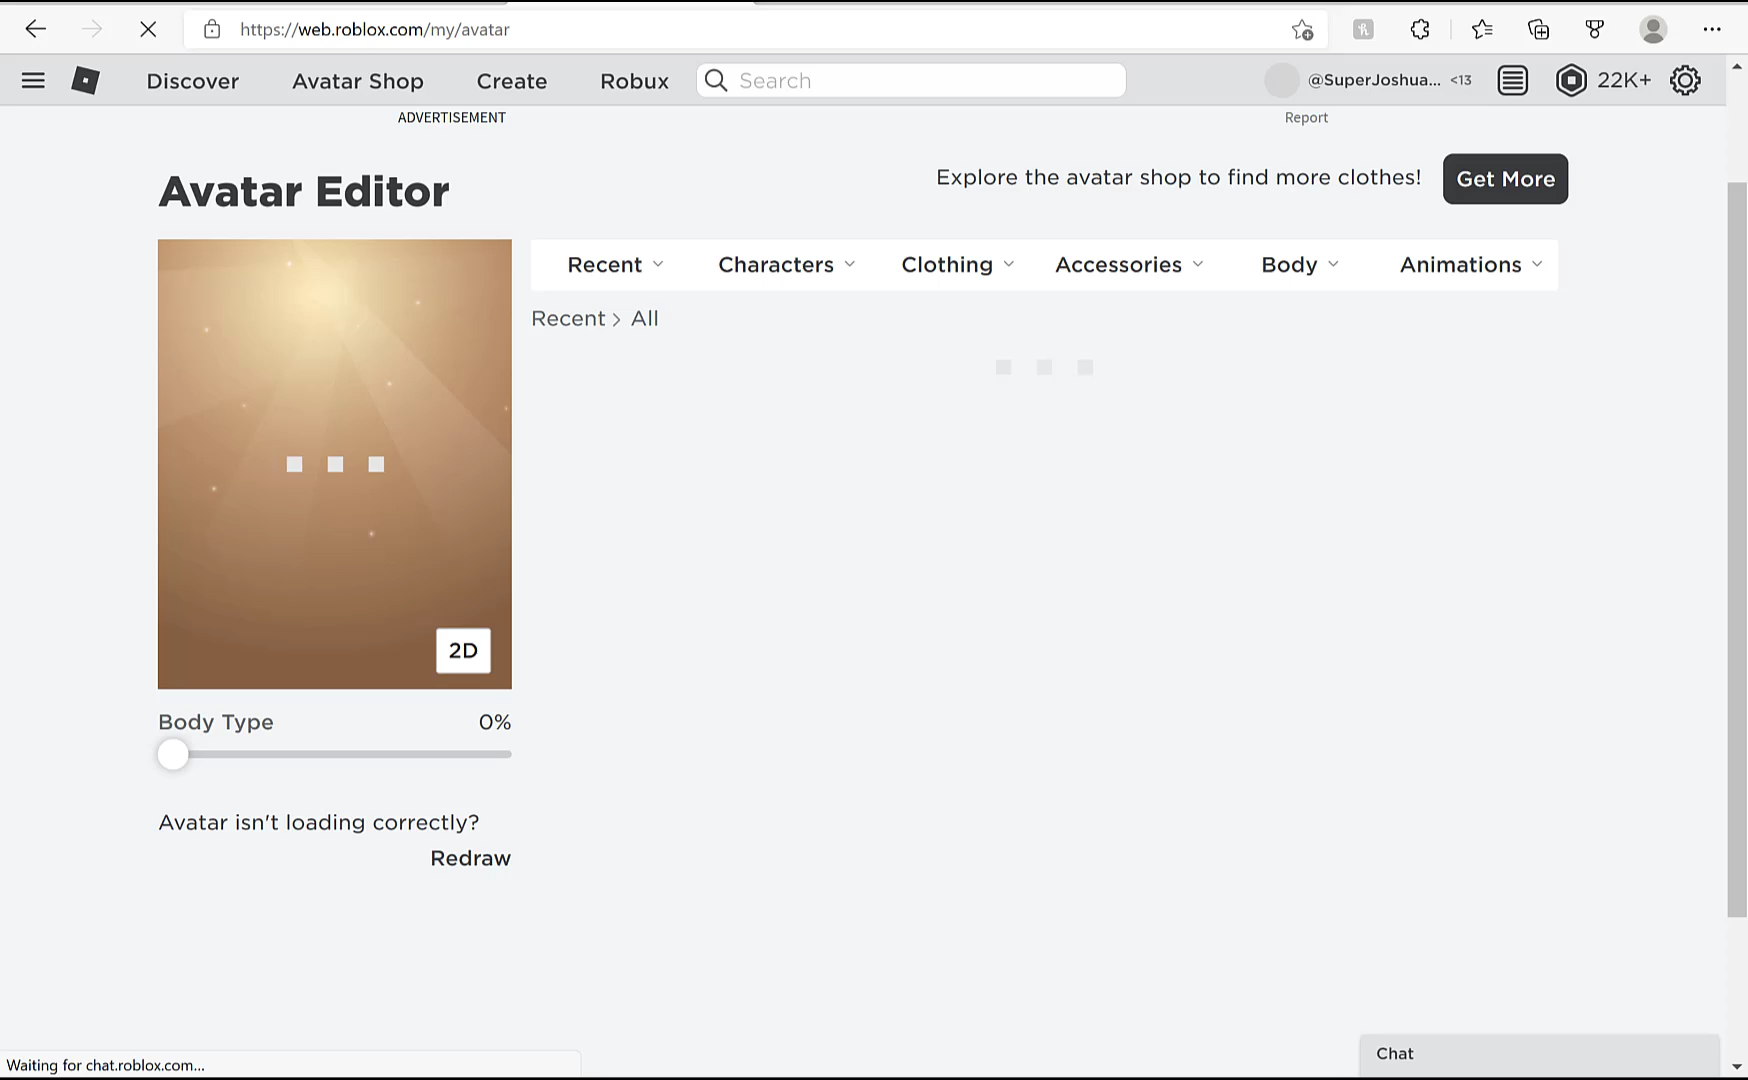 https://web.roblox.com/my/avatar
Discover
Avatar Shop
Create
Robux
Search
@SuperJoshua... <13
22K+
ADVERTISEMENT
Report
Avatar Editor
Explore the avatar shop to find more clothes!
Get More
Recent
Characters
Clothing
Accessories
Body
Animations
Recent > All
2D
Body Type
0%
Avatar isn't loading correctly?
Redraw
Chat
Waiting for chat.roblox.com...